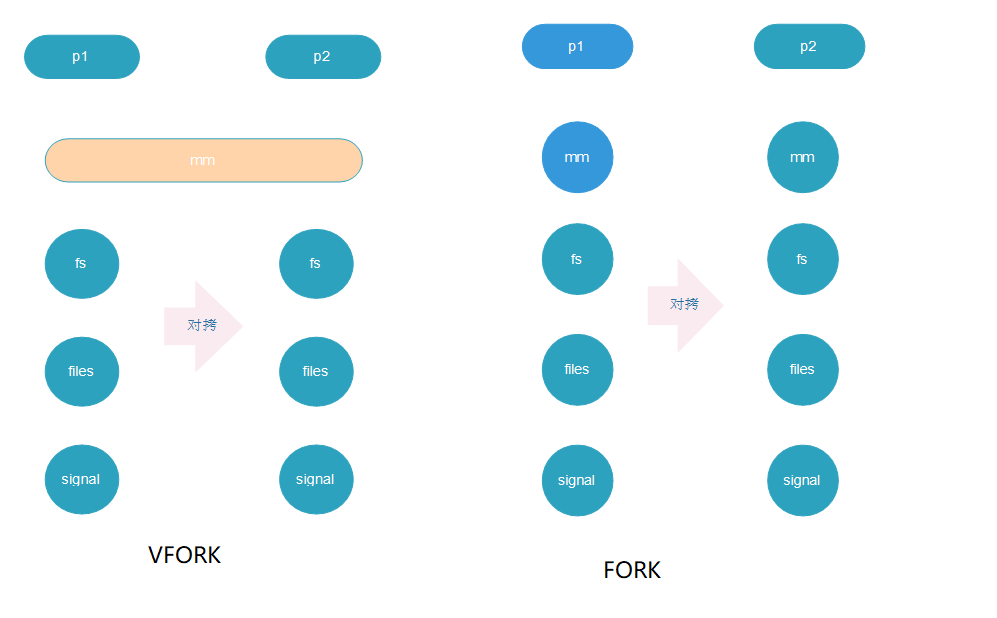 p1
p2
mm
fs
fs
对拷
files
files
signal
signal
VFORK
p1
p2
mm
mm
fs
fs
对拷
files
files
signal
signal
FORK